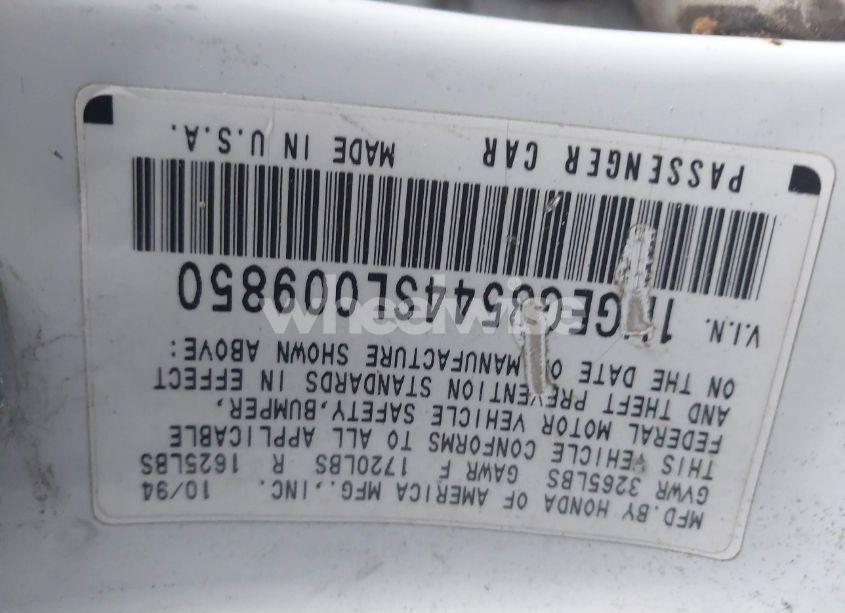 MFD.BY HONDA OF AMERICA MFG.,INC. 10/94
GVWR 3265LBS GAWR F 1720LBS R 1625LBS
THIS VEHICLE CONFORMS TO ALL APPLICABLE
FEDERAL MOTOR VEHICLE SAFETY,BUMPER,
AND THEFT PREVENTION STANDARDS IN EFFECT
ON THE DATE OF MANUFACTURE SHOWN ABOVE:
V.I.N.
PASSENGER CAR MADE IN U.S.A.
wheelwise